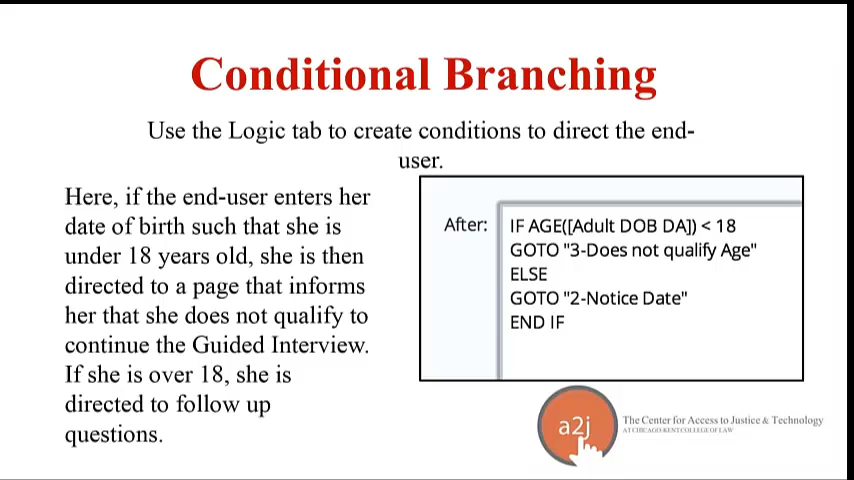 Conditional Branching
Use the Logic tab to create conditions to direct the end-
user.
Here, if the end-user enters her
date of birth such that she is
under 18 years old, she is then
directed to a page that informs
her that she does not qualify to
continue the Guided Interview.
If she is over 18, she is
directed to follow up
questions.
After:
IF AGE([Adult DOB DA]) < 18
GOTO "3-Does not qualify Age"
ELSE
GOTO "2-Notice Date"
END IF
a2j
The Center for Access to Justice & Technology
AT CHICAGO-KENT COLLEGE OF LAW